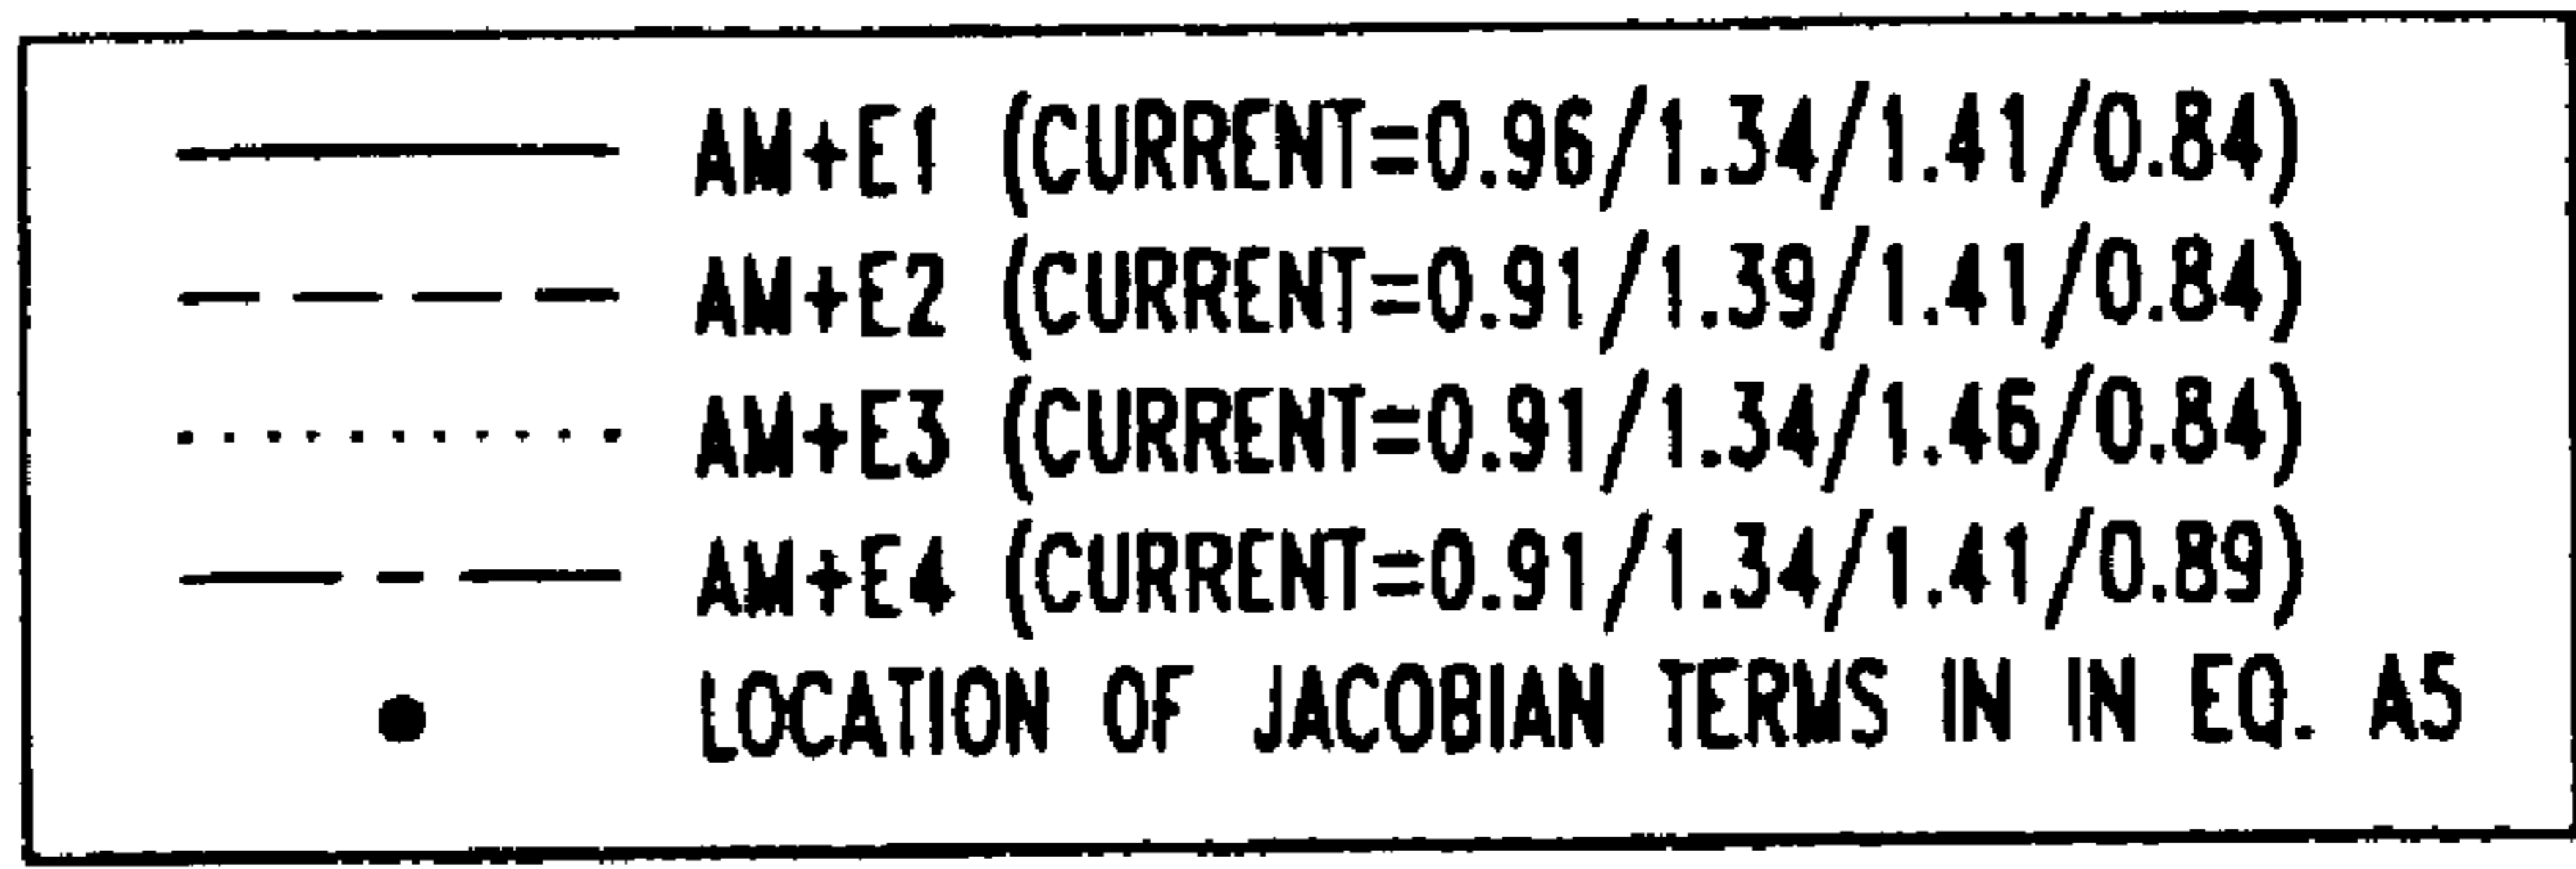 AM+E1 (CURRENT=0.96/1.34/1.41/0.84)
AM+E2 (CURRENT=0.91/1.39/1.41/0.84)
AM+E3 (CURRENT=0.91/1.34/1.46/0.84)
AM+E4 (CURRENT=0.91/1.34/1.41/0.89)
LOCATION OF JACOBIAN TERMS IN IN EQ. A5